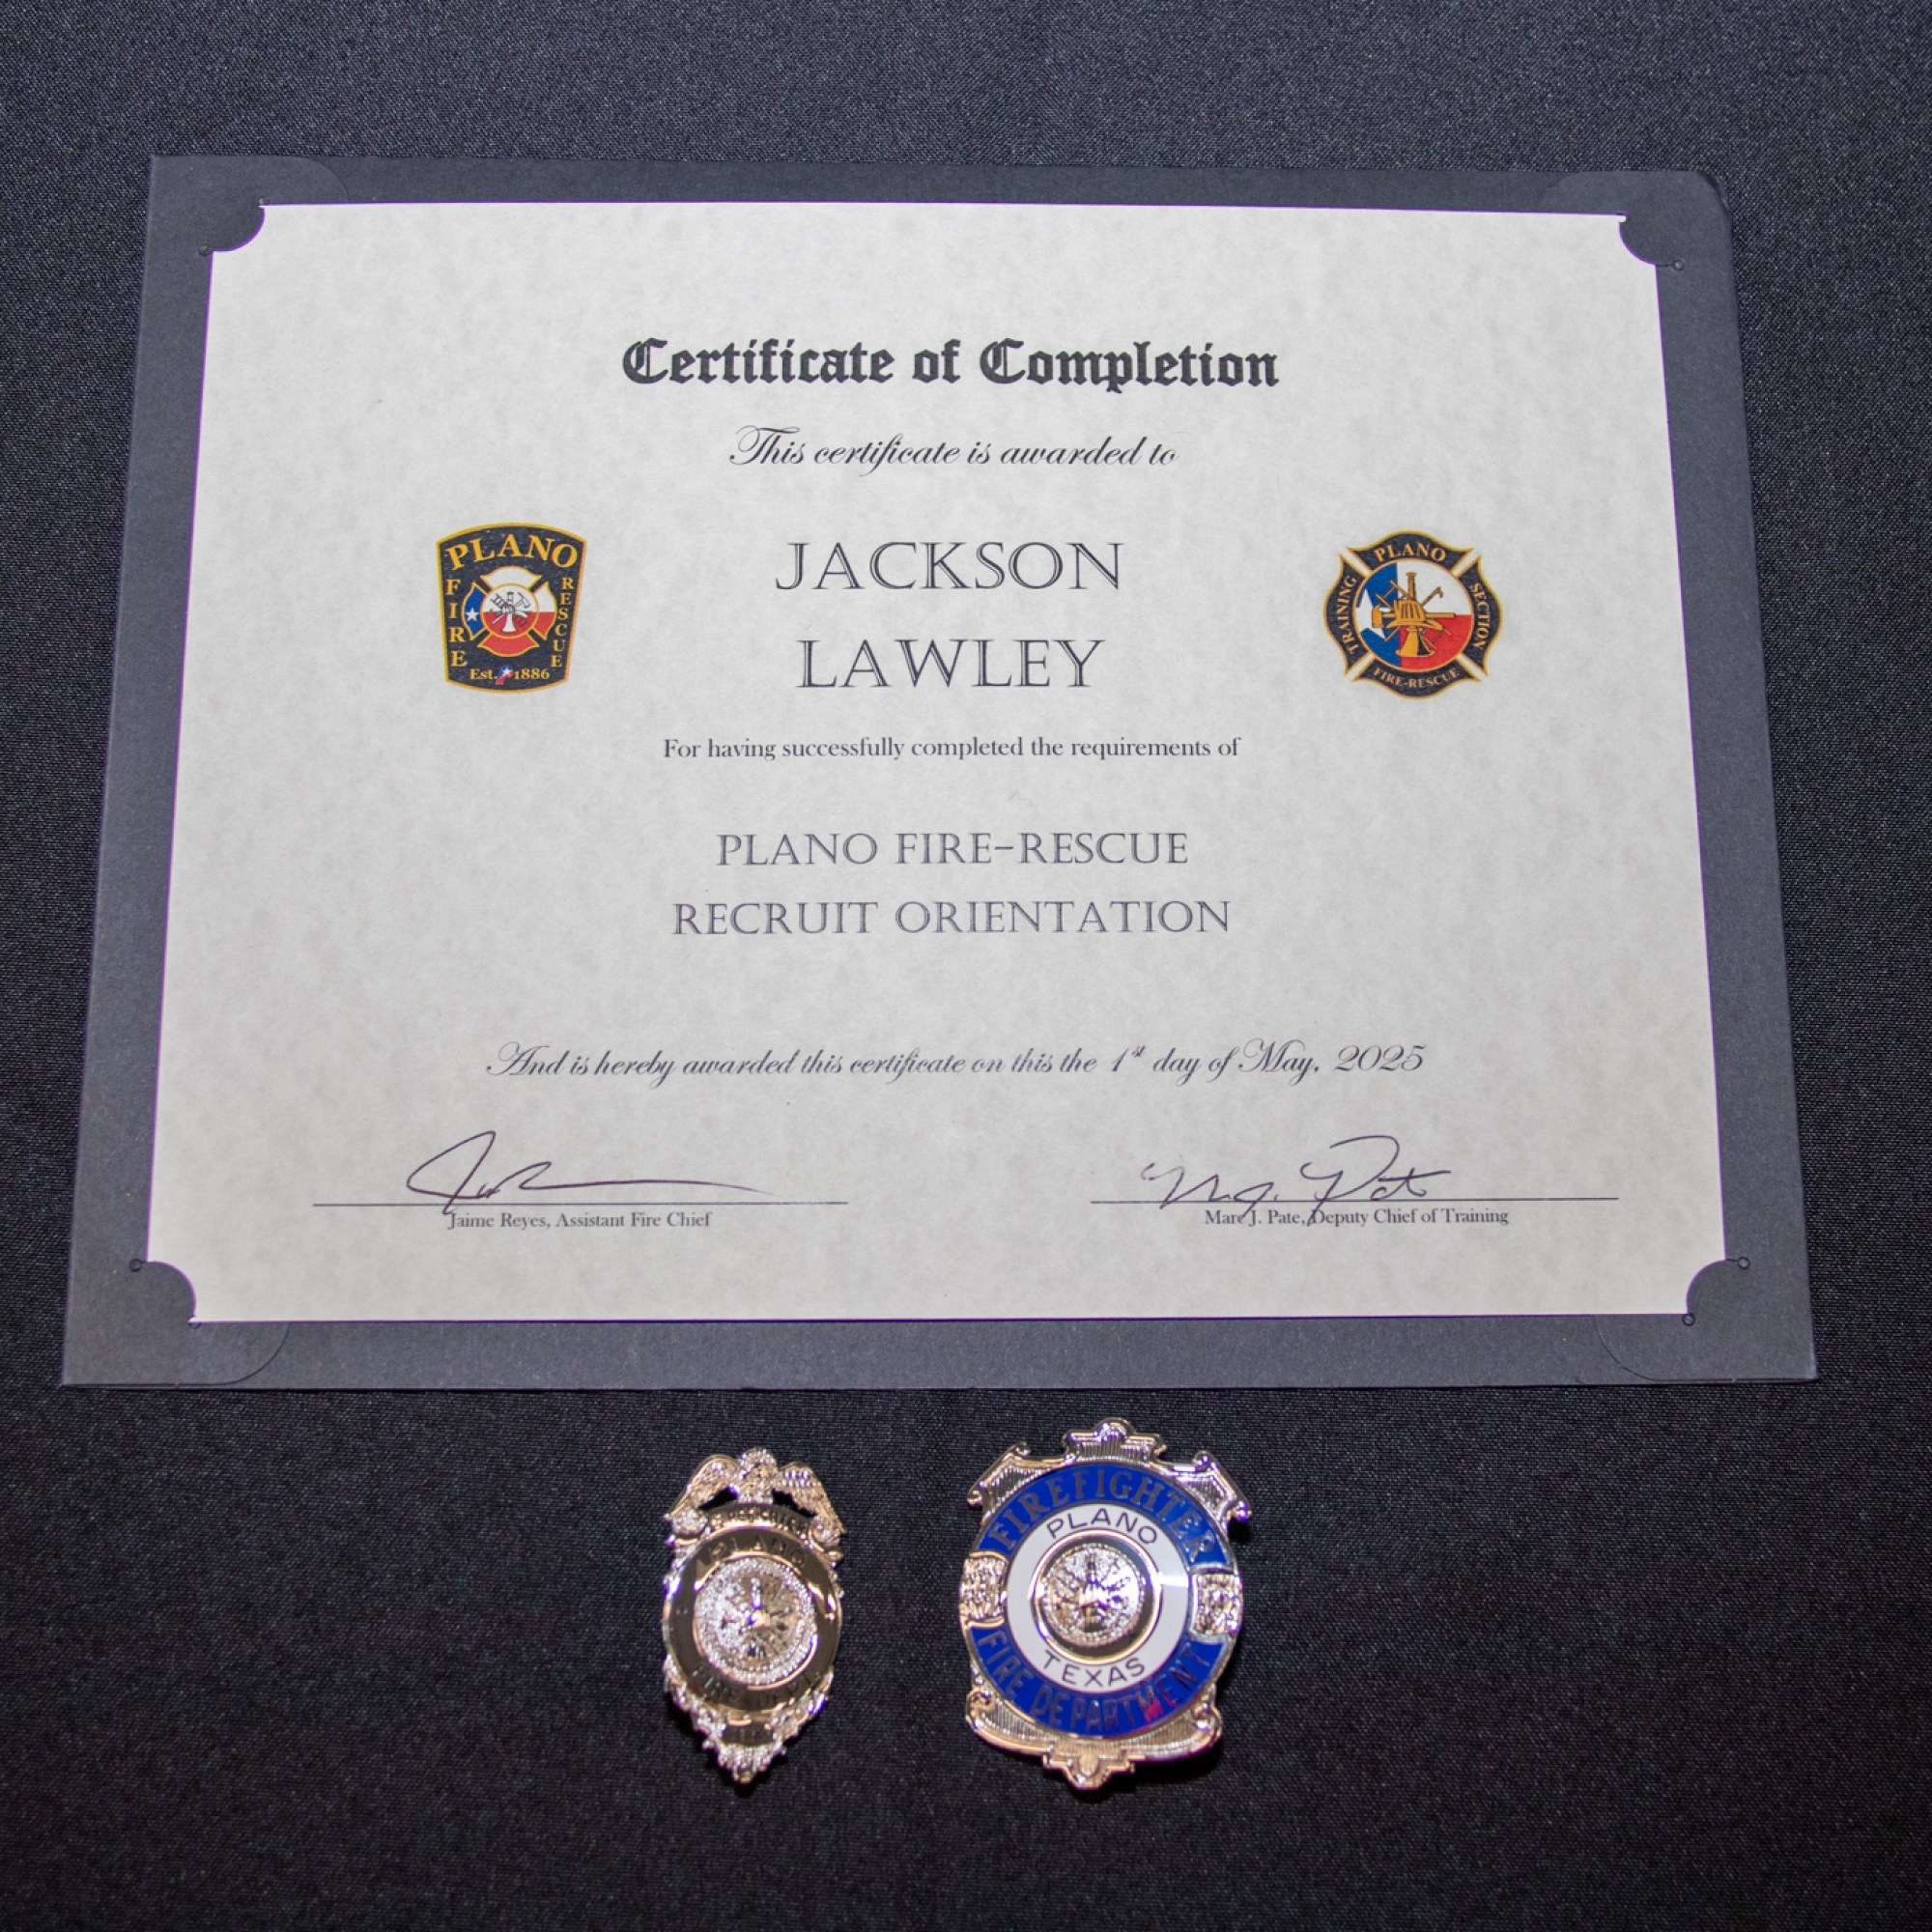 Certificate of Completion
This certificate is awarded to
PLANO
FIRE
RESCUE
Est. 1886
JACKSON
LAWLEY
PLANO
TRAINING
SECTION
FIRE-RESCUE
For having successfully completed the requirements of
PLANO FIRE-RESCUE
RECRUIT ORIENTATION
And is hereby awarded this certificate on this the 1st day of May, 2025
Jaime Reyes, Assistant Fire Chief
M.J. Pate
Marc J. Pate, Deputy Chief of Training
PLANO
FIREFIGHTER
PLANO
TEXAS
FIRE DEPARTMENT